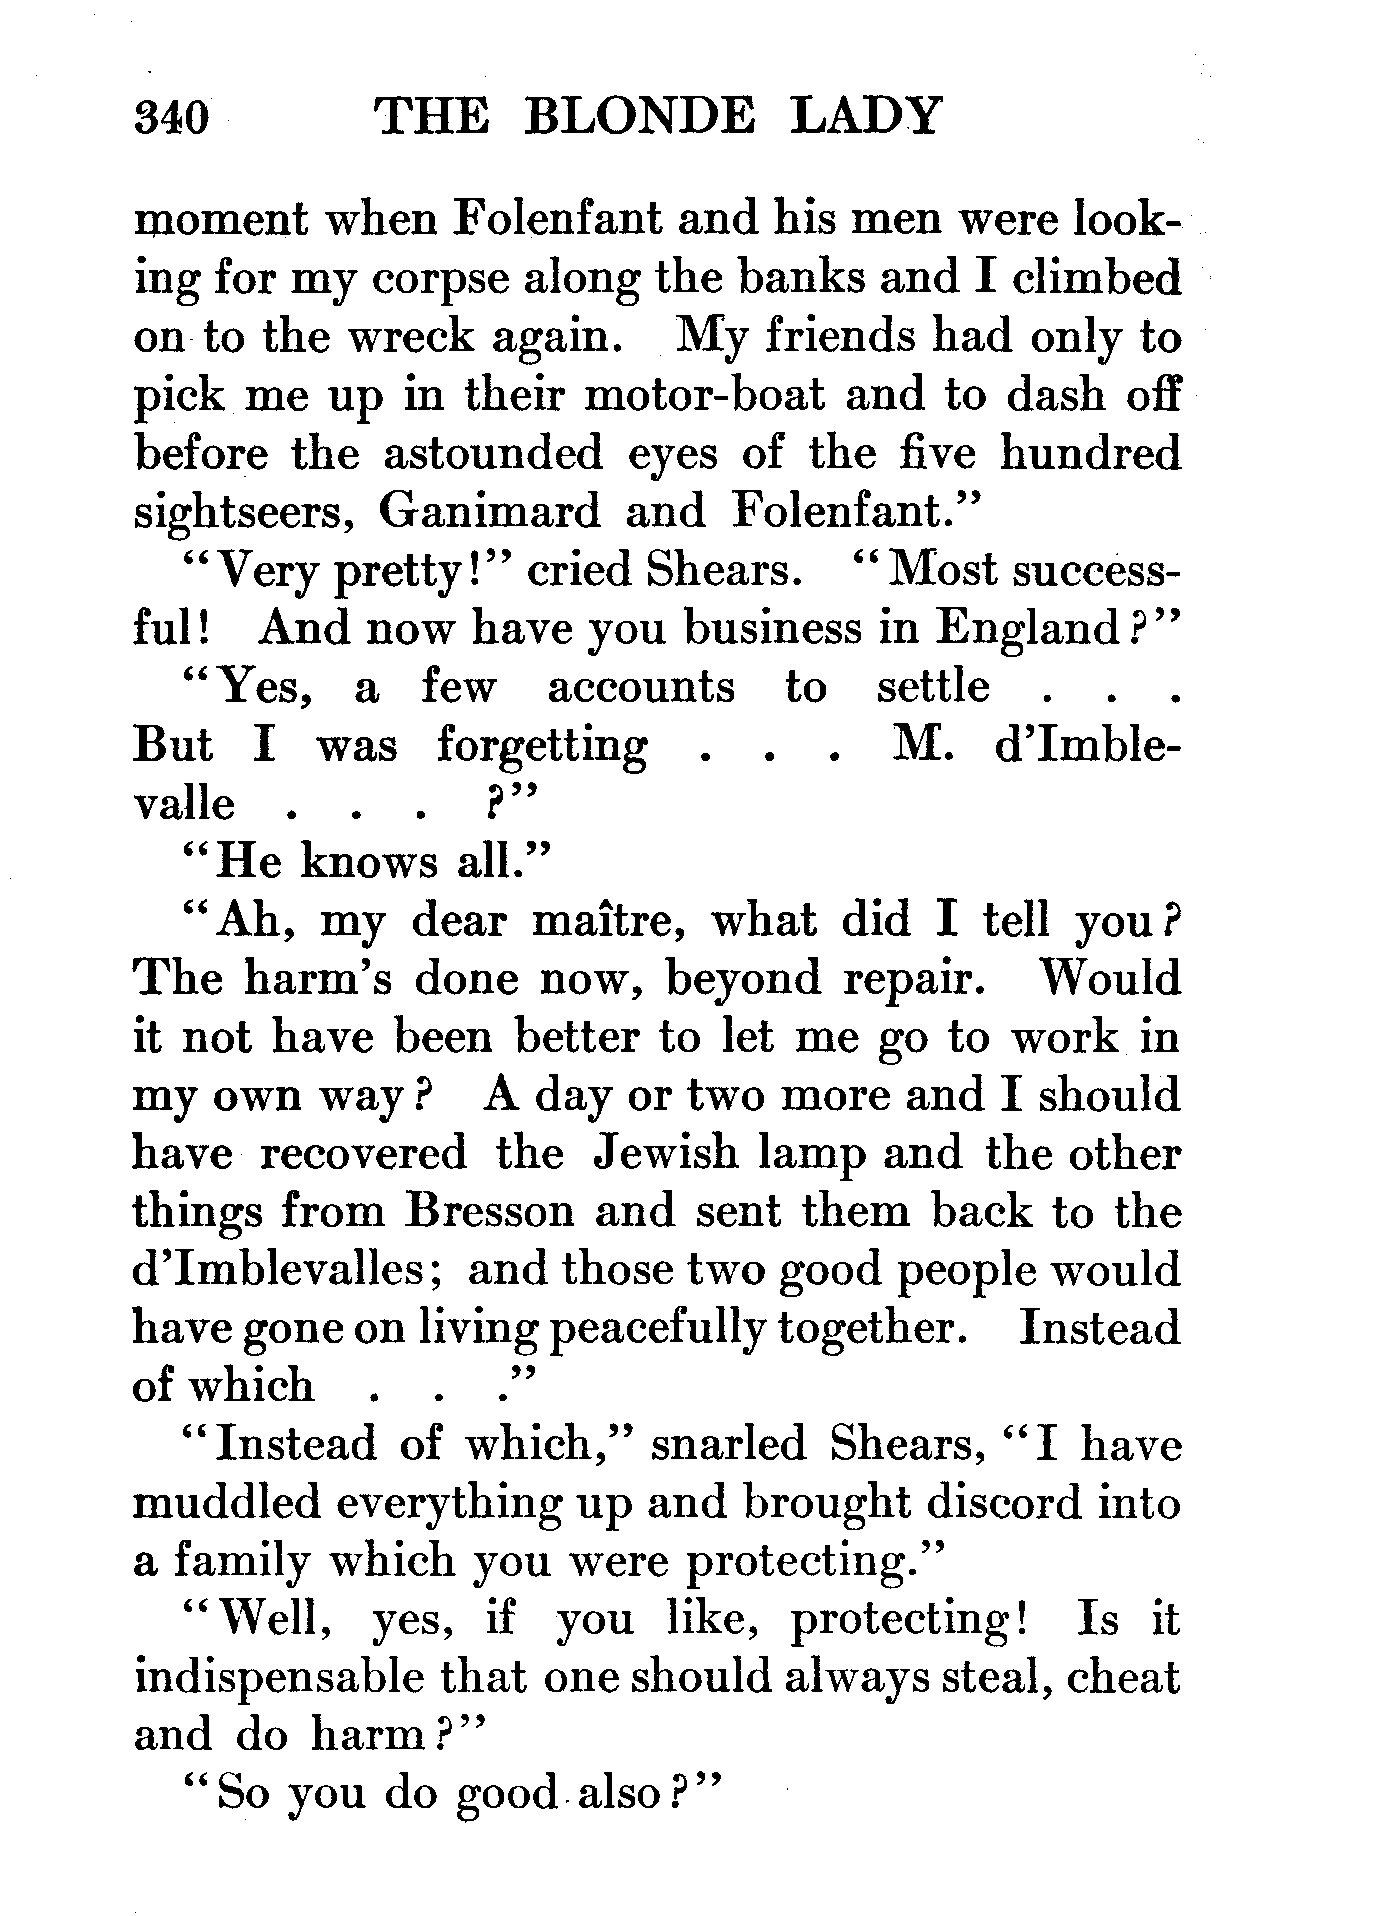 340 THE BLONDE LADY
moment when Folenfant and his men were look-
ing for my corpse along the banks and I climbed
on to the wreck again. My friends had only to
pick me up in their motor-boat and to dash off
before the astounded eyes of the five hundred
sightseers, Ganimard and Folenfant."
"Very pretty!" cried Shears. "Most success-
ful! And now have you business in England?"
"Yes, a few accounts to settle . . .
But I was forgetting . . . M. d'Imble-
valle . . . ?"
"He knows all."
"Ah, my dear maître, what did I tell you?
The harm's done now, beyond repair. Would
it not have been better to let me go to work in
my own way? A day or two more and I should
have recovered the Jewish lamp and the other
things from Bresson and sent them back to the
d'Imblevalles; and those two good people would
have gone on living peacefully together. Instead
of which . . ."
"Instead of which," snarled Shears, "I have
muddled everything up and brought discord into
a family which you were protecting."
"Well, yes, if you like, protecting! Is it
indispensable that one should always steal, cheat
and do harm?"
"So you do good also?"